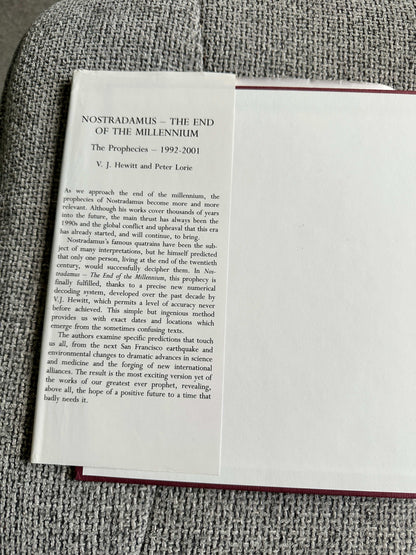 NOSTRADAMUS – THE END
OF THE MILLENNIUM
The Prophecies – 1992-2001
V. J. Hewitt and Peter Lorie
As we approach the end of the millennium, the
prophecies of Nostradamus become more and more
relevant. Although his works cover thousands of years
into the future, the main thrust has always been the
1990s and the global conflict and upheaval that this era
has already started, and will continue, to bring.
Nostradamus's famous quatrains have been the sub-
ject of many interpretations, but he himself predicted
that only one person, living at the end of the twentieth
century, would successfully decipher them. In Nos-
tradamus – The End of the Millennium, this prophecy is
finally fulfilled, thanks to a precise new numerical
decoding system, developed over the past decade by
V.J. Hewitt, which permits a level of accuracy never
before achieved. This simple but ingenious method
provides us with exact dates and locations which
emerge from the sometimes confusing texts.
The authors examine specific predictions that touch
us all, from the next San Francisco earthquake and
environmental changes to dramatic advances in science
and medicine and the forging of new international
alliances. The result is the most exciting version yet of
the works of our greatest ever prophet, revealing,
above all, the hope of a positive future to a time that
badly needs it.